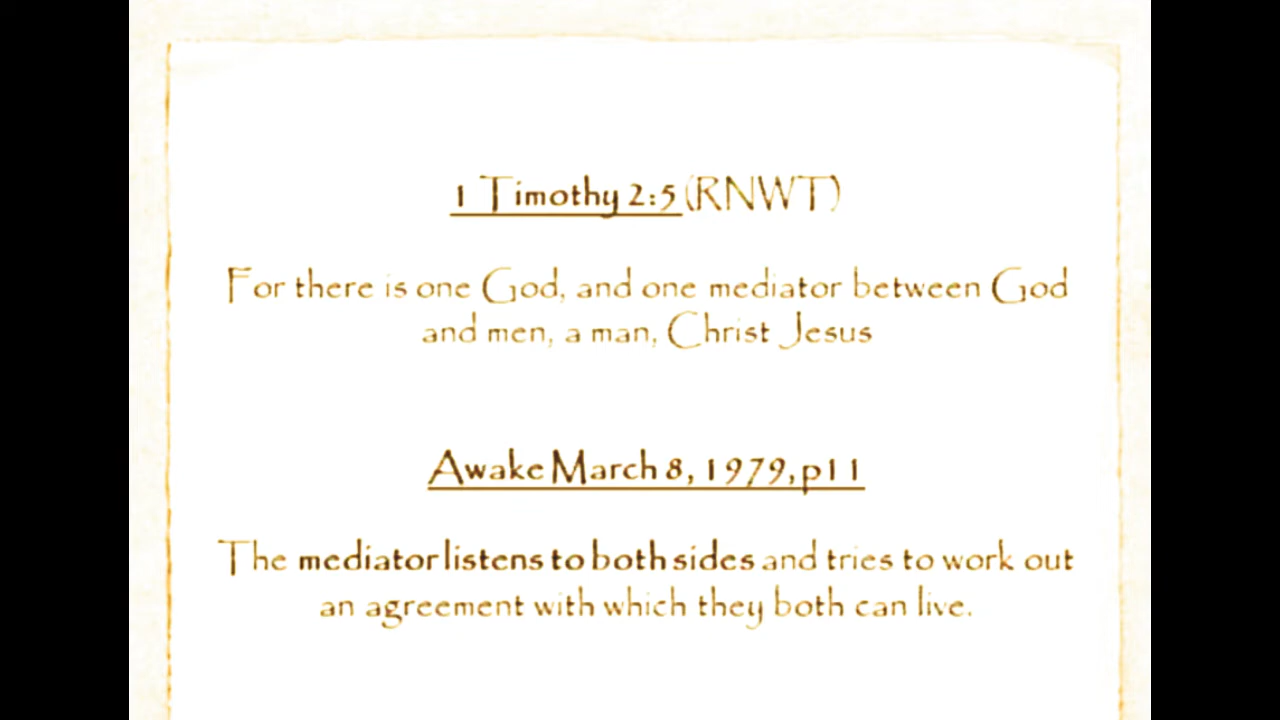 1 Timothy 2:5 (RNWT)
For there is one God, and one mediator between God
and men, a man, Christ Jesus
Awake March 8, 1979, p11
The mediator listens to both sides and tries to work out
an agreement with which they both can live.